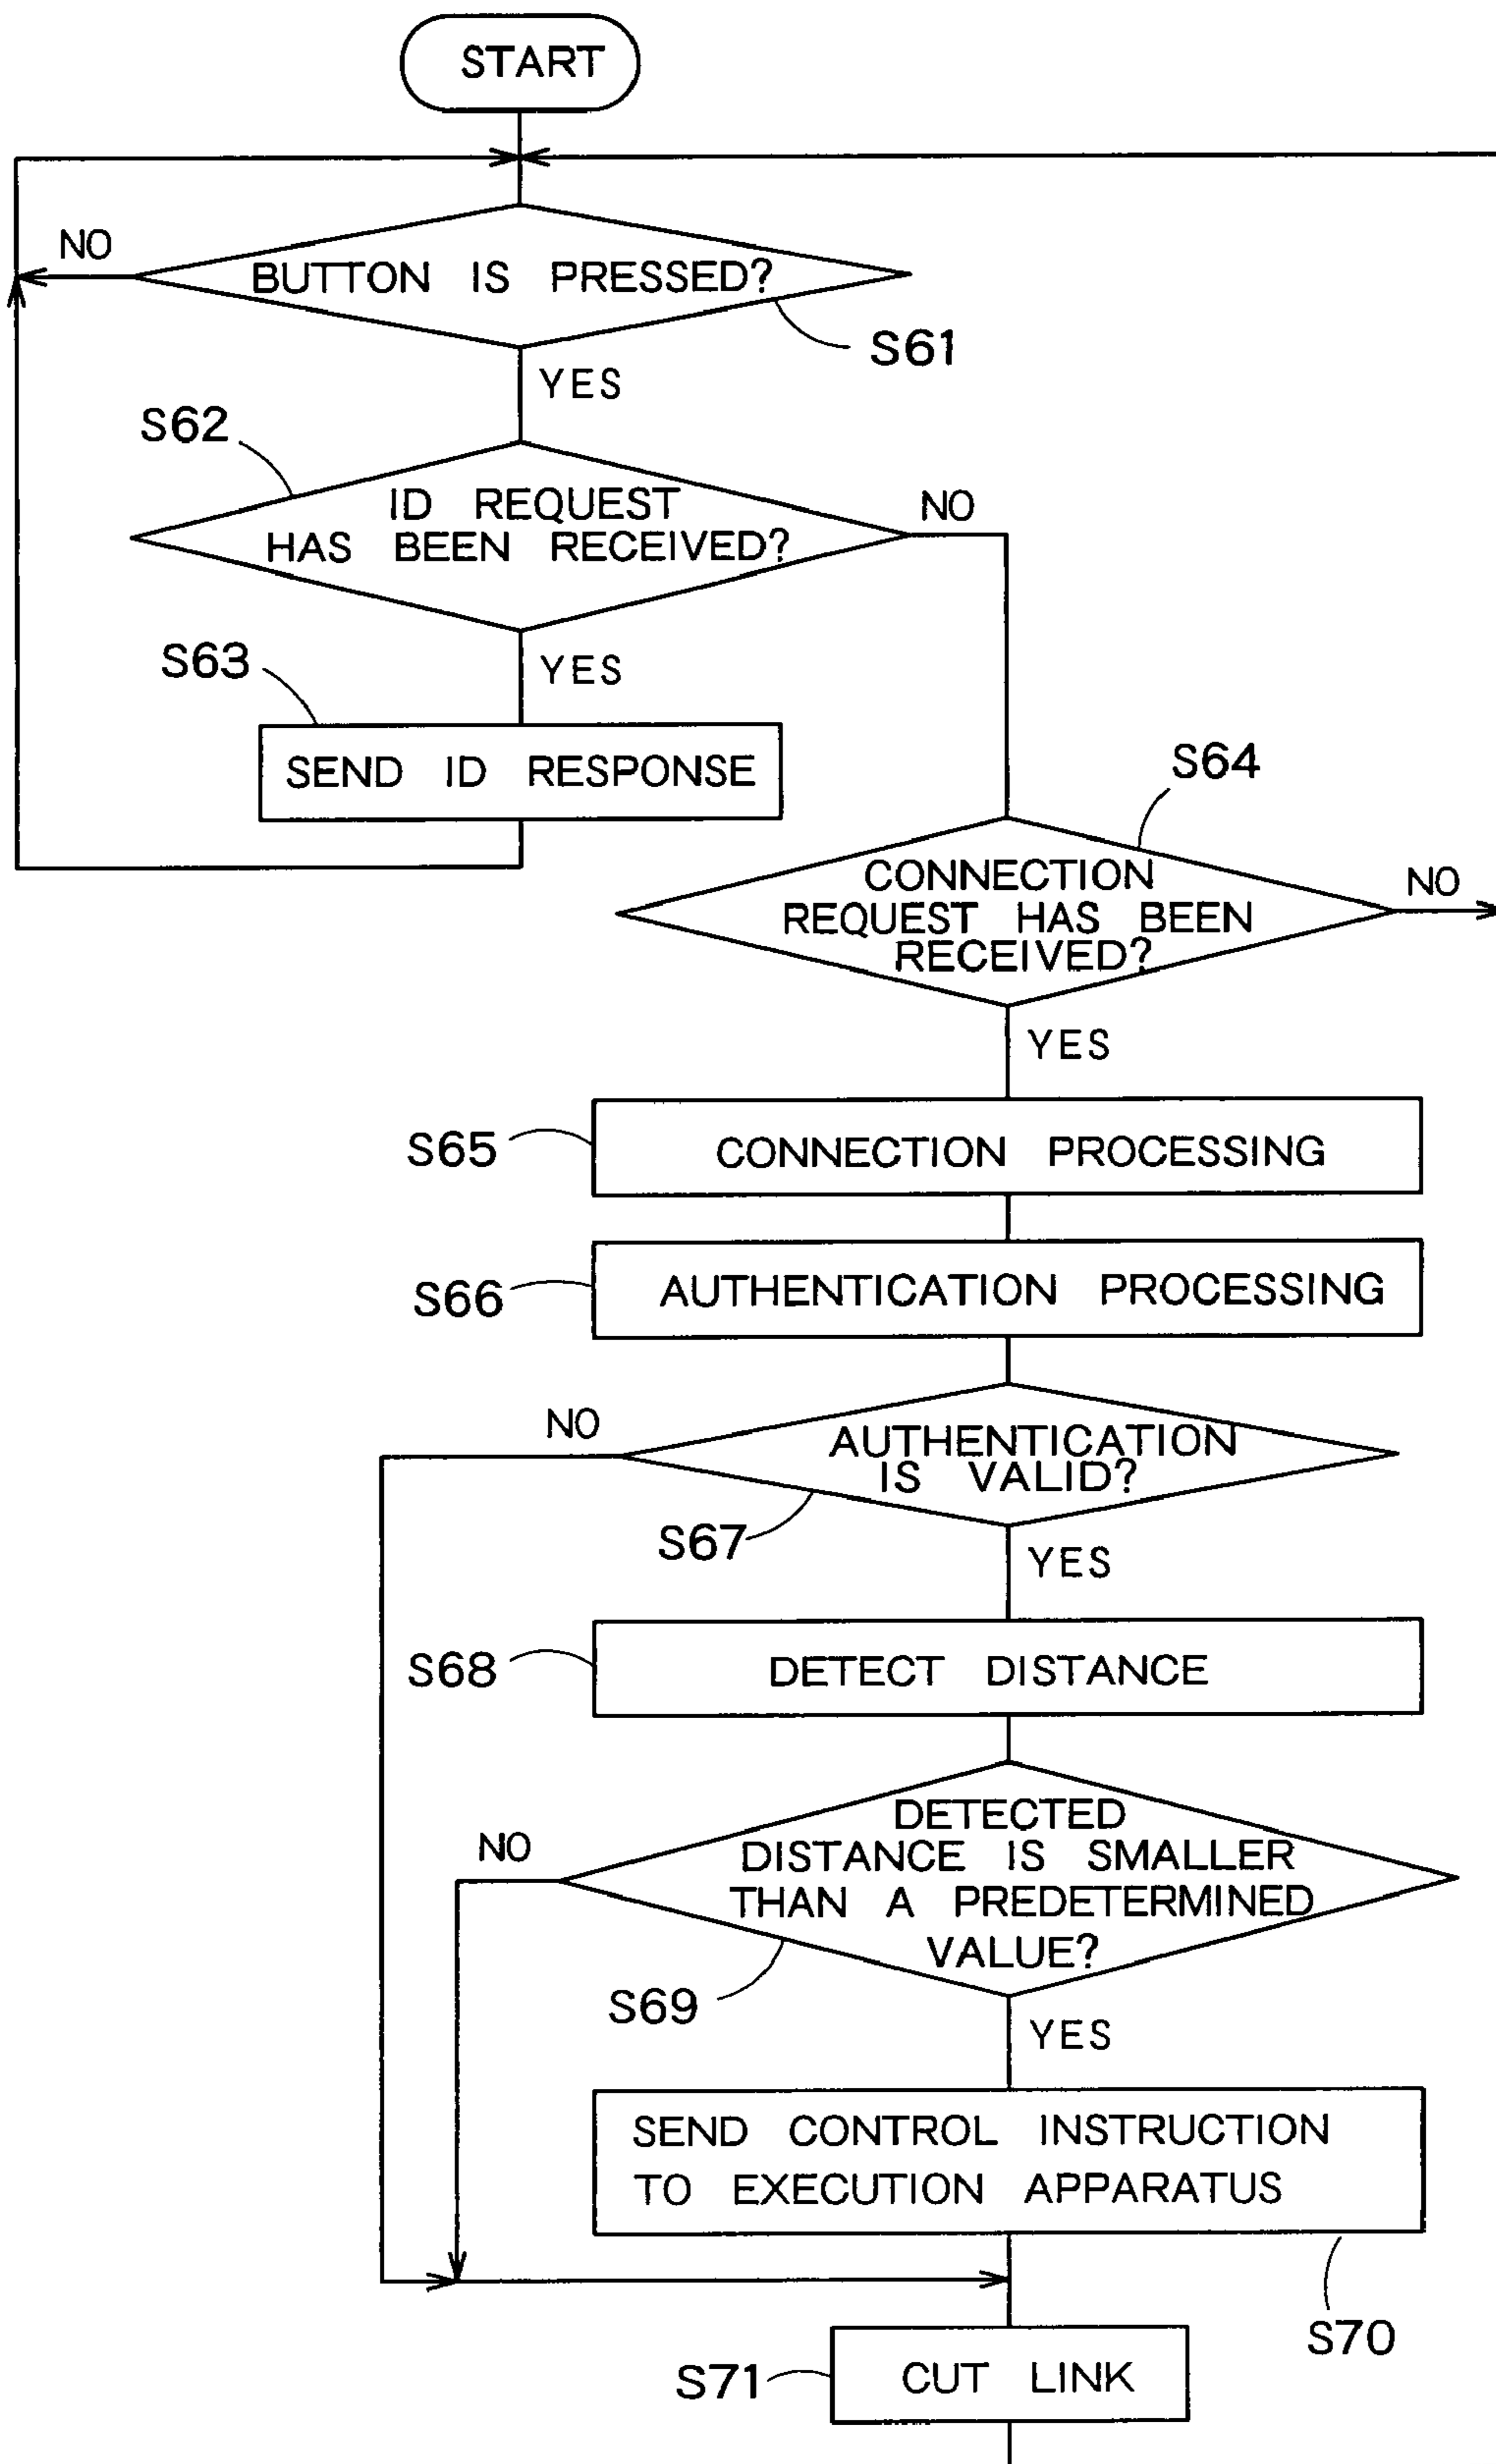 START
NO
BUTTON IS PRESSED?
S61
YES
S62
ID REQUEST
HAS BEEN RECEIVED?
NO
S63
YES
SEND ID RESPONSE
S64
CONNECTION
REQUEST HAS BEEN
RECEIVED?
NO
YES
S65
CONNECTION PROCESSING
S66
AUTHENTICATION PROCESSING
NO
AUTHENTICATION
IS VALID?
S67
YES
S68
DETECT DISTANCE
NO
DETECTED
DISTANCE IS SMALLER
THAN A PREDETERMINED
VALUE?
S69
YES
SEND CONTROL INSTRUCTION
TO EXECUTION APPARATUS
S70
S71
CUT LINK